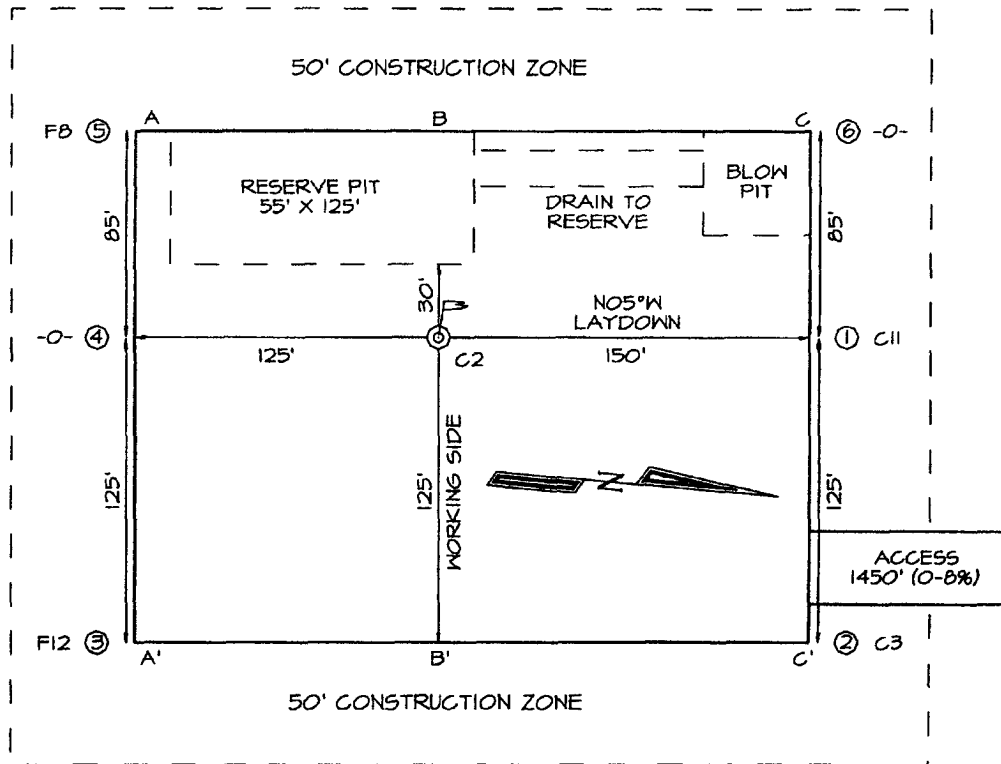 50' CONSTRUCTION ZONE
A
B
C
F8 ⑤
⑥ -0-
RESERVE PIT
55' X 125'
DRAIN TO
RESERVE
BLOW
PIT
85'
85'
30'
N05°W
LAYDOWN
-0- ④
① C11
125'
C2
150'
125'
WORKING SIDE
125'
N
125'
ACCESS
1450' (0-8%)
F12 ③
② C3
A'
B'
C'
50' CONSTRUCTION ZONE